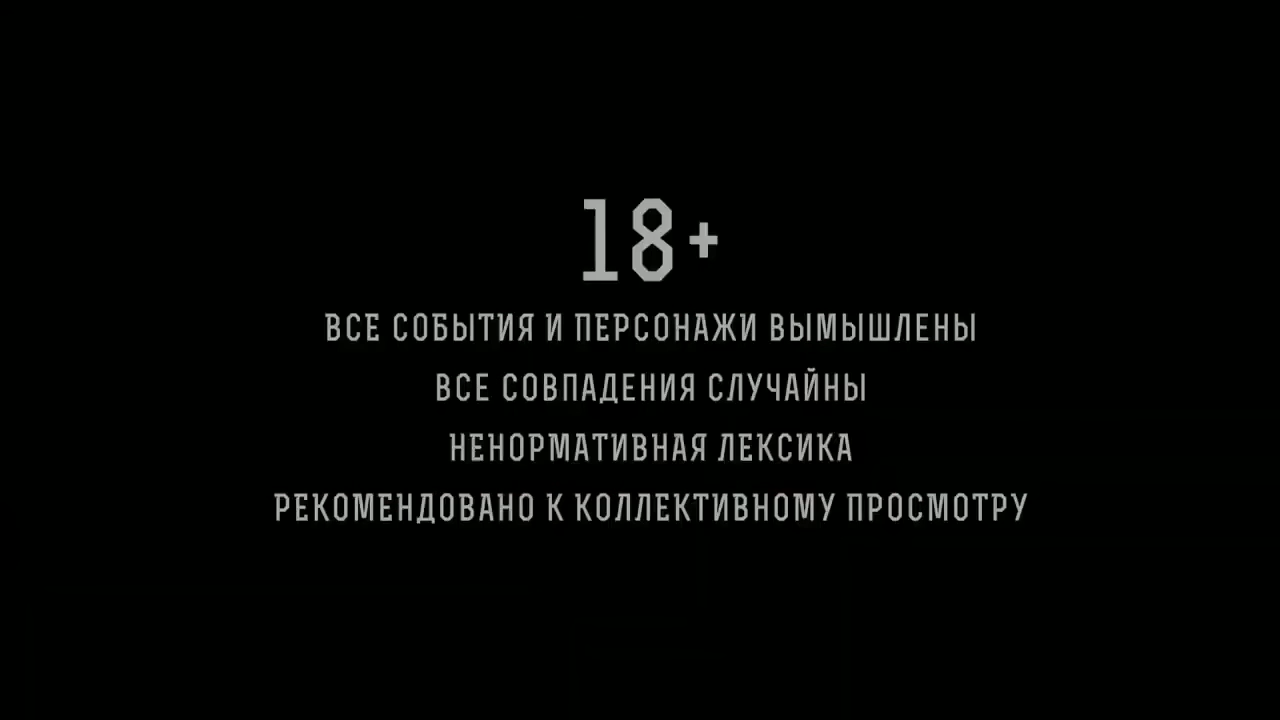 18+
ВСЕ СОБЫТИЯ И ПЕРСОНАЖИ ВЫМЫШЛЕНЫ
ВСЕ СОВПАДЕНИЯ СЛУЧАЙНЫ
НЕНОРМАТИВНАЯ ЛЕКСИКА
РЕКОМЕНДОВАНО К КОЛЛЕКТИВНОМУ ПРОСМОТРУ